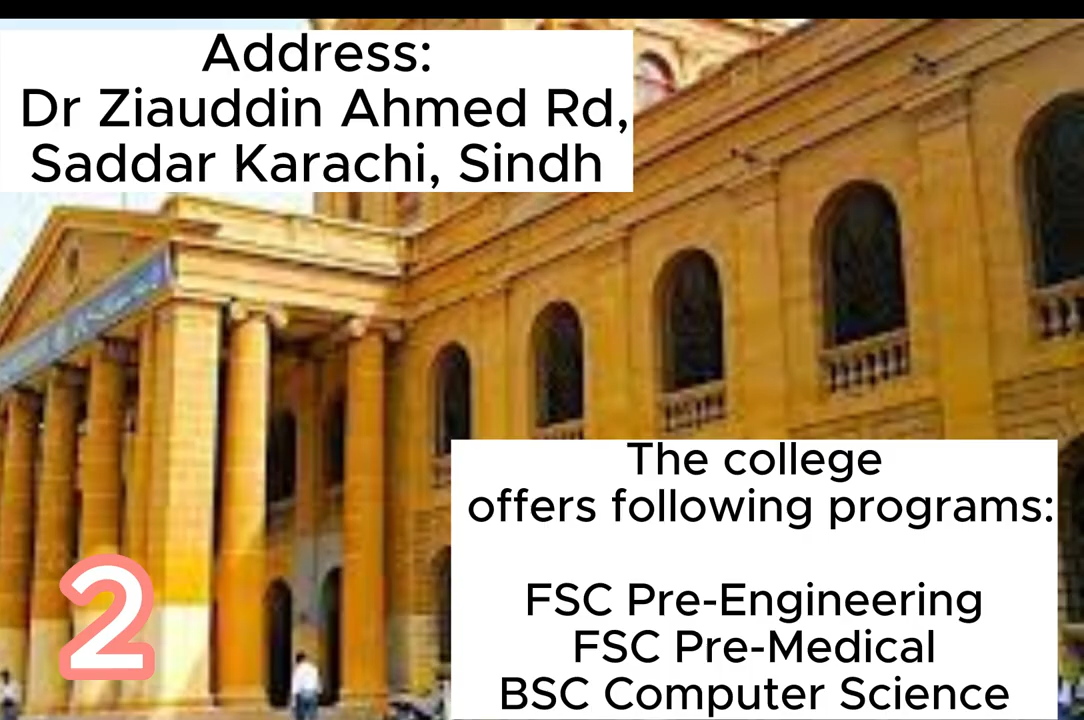 Address:
Dr Ziauddin Ahmed Rd,
Saddar Karachi, Sindh
The college
offers following programs:
FSC Pre-Engineering
FSC Pre-Medical
BSC Computer Science
2